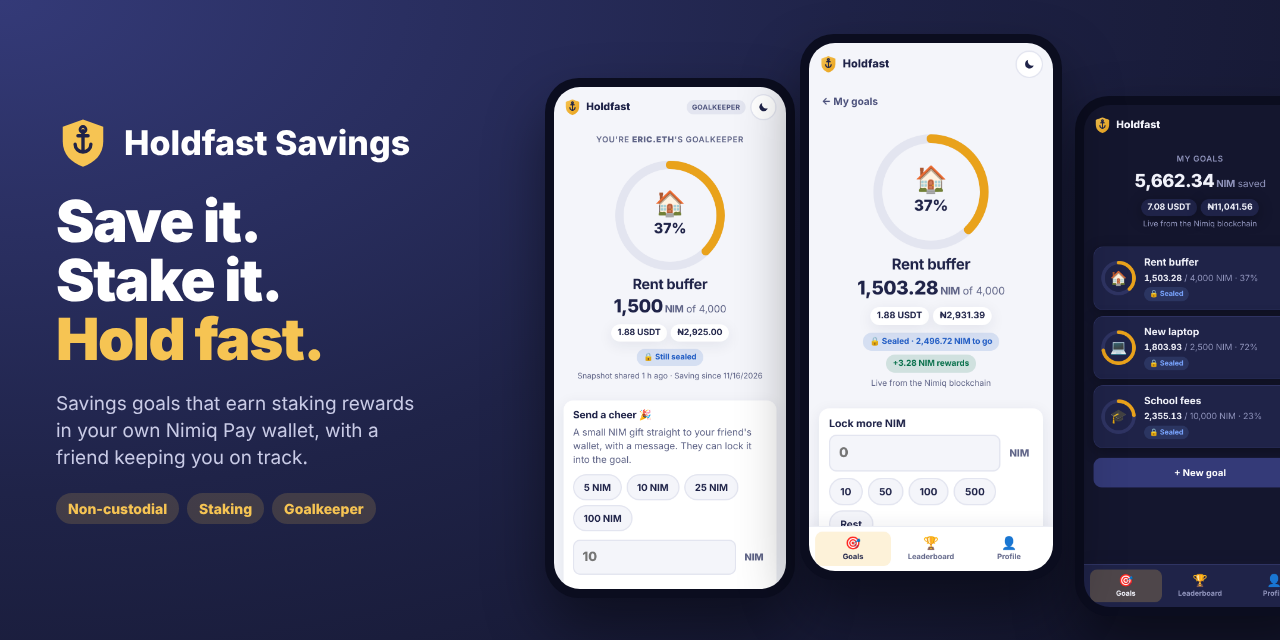 Holdfast Savings
Save it.
Stake it.
Hold fast.
Savings goals that earn staking rewards
in your own Nimiq Pay wallet, with a
friend keeping you on track.
Non-custodial Staking Goalkeeper
Holdfast GOALKEEPER
YOU'RE ERIC.ETH'S GOALKEEPER
37%
Rent buffer
1,500 NIM of 4,000
1.88 USDT ₦2,925.00
🔒 Still sealed
Snapshot shared 1 h ago · Saving since 11/16/2026
Send a cheer 🎉
A small NIM gift straight to your friend's
wallet, with a message. They can lock it
into the goal.
5 NIM 10 NIM 25 NIM
100 NIM
10 NIM
Holdfast
← My goals
37%
Rent buffer
1,503.28 NIM of 4,000
1.88 USDT ₦2,931.39
🔒 Sealed · 2,496.72 NIM to go
+3.28 NIM rewards
Live from the Nimiq blockchain
Lock more NIM
0 NIM
10 50 100 500
Rest
Goals Leaderboard Profile
Holdfast
MY GOALS
5,662.34 NIM saved
7.08 USDT ₦11,041.56
Live from the Nimiq blockchain
Rent buffer
1,503.28 / 4,000 NIM · 37%
🔒 Sealed
New laptop
1,803.93 / 2,500 NIM · 72%
🔒 Sealed
School fees
2,355.13 / 10,000 NIM · 23%
🔒 Sealed
+ New goal
Goals Leaderboard Profi